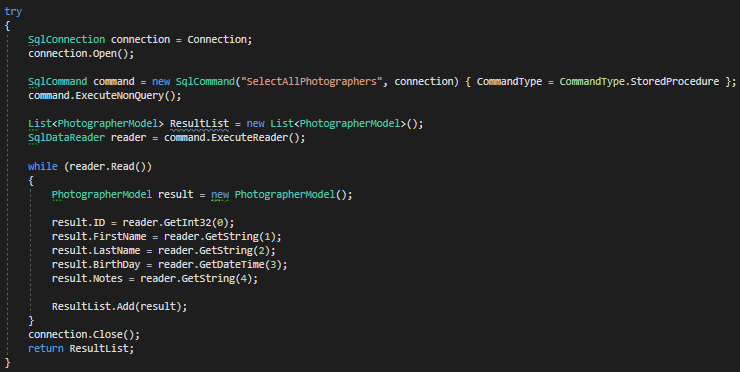 try
{
SqlConnection connection = Connection;
connection.Open();
SqlCommand command = new SqlCommand("SelectAllPhotographers", connection) { CommandType = CommandType.StoredProcedure };
command.ExecuteNonQuery();
List<PhotographerModel> ResultList = new List<PhotographerModel>();
SqlDataReader reader = command.ExecuteReader();
while (reader.Read())
{
PhotographerModel result = new PhotographerModel();
result.ID = reader.GetInt32(0);
result.FirstName = reader.GetString(1);
result.LastName = reader.GetString(2);
result.BirthDay = reader.GetDateTime(3);
result.Notes = reader.GetString(4);
ResultList.Add(result);
}
connection.Close();
return ResultList;
}